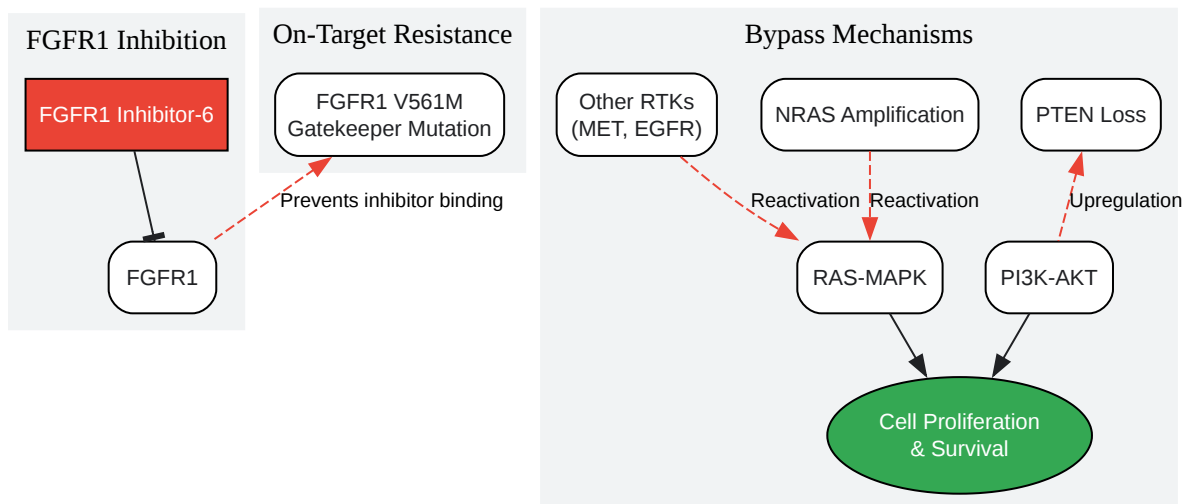 FGFR1 Inhibition
On-Target Resistance
Bypass Mechanisms
FGFR1 Inhibitor-6
FGFR1 V561M
Gatekeeper Mutation
Other RTKs
(MET, EGFR)
NRAS Amplification
PTEN Loss
Prevents inhibitor binding
Reactivation
Reactivation
Upregulation
FGFR1
RAS-MAPK
PI3K-AKT
Cell Proliferation
& Survival